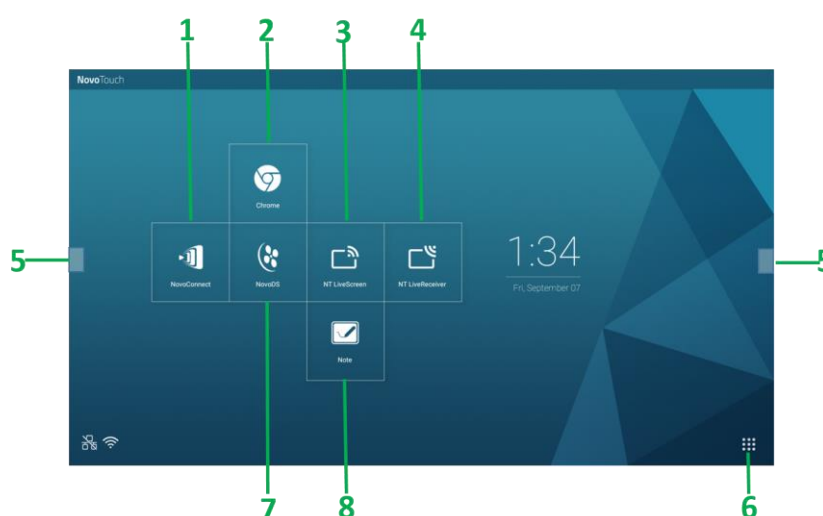 1 2 3 4
NovoTouch
Chrome
5 5
1:34
NovoConnect NovoDS NT LiveScreen NT LiveReceiver
Fri, September 07
Note
7 8 6